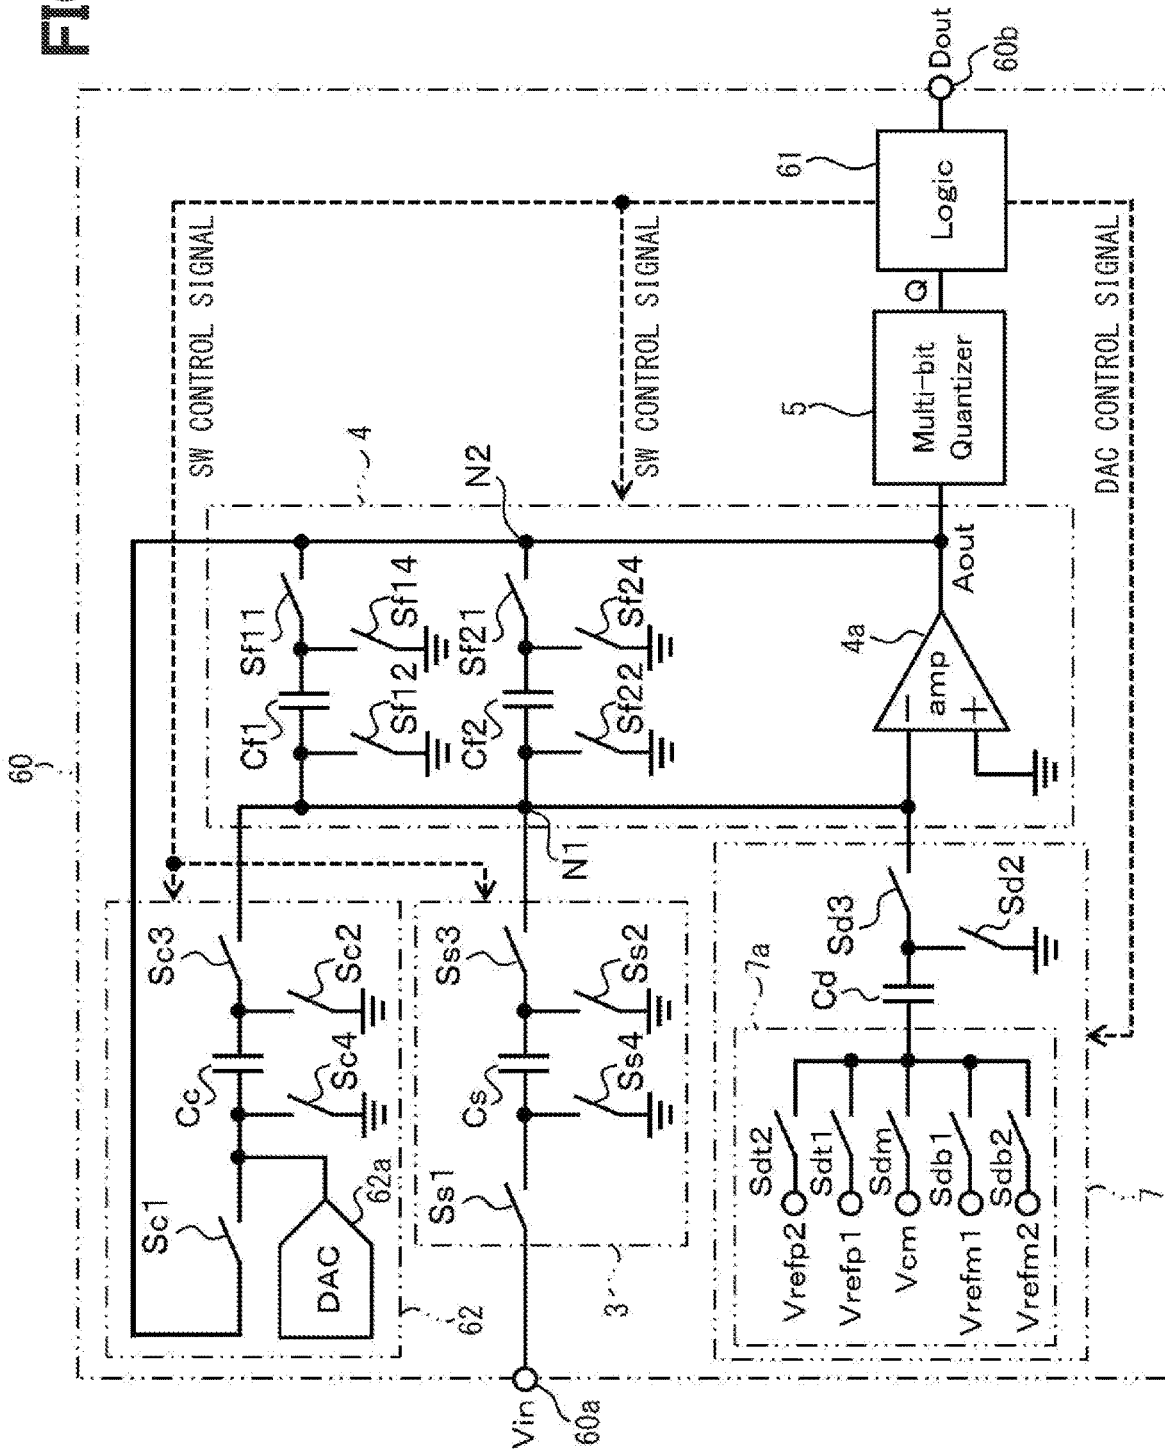 FIG
60
SW CONTROL SIGNAL
SW CONTROL SIGNAL
DAC CONTROL SIGNAL
Sc1
Cc
Sc4
Sc2
Sc3
DAC
62a
62
Vin
60a
Ss1
Cs
Ss4
Ss2
Ss3
3
N1
N2
4
Cf1
Sf11
Sf12
Sf14
Cf2
Sf21
Sf22
Sf24
4a
amp
−
+
Aout
5
Multi-bit
Quantizer
Q
61
Logic
Dout
60b
7a
Vrefp2
Sdt2
Vrefp1
Sdt1
Vcm
Sdm
Vrefm1
Sdb1
Vrefm2
Sdb2
Cd
Sd3
Sd2
7